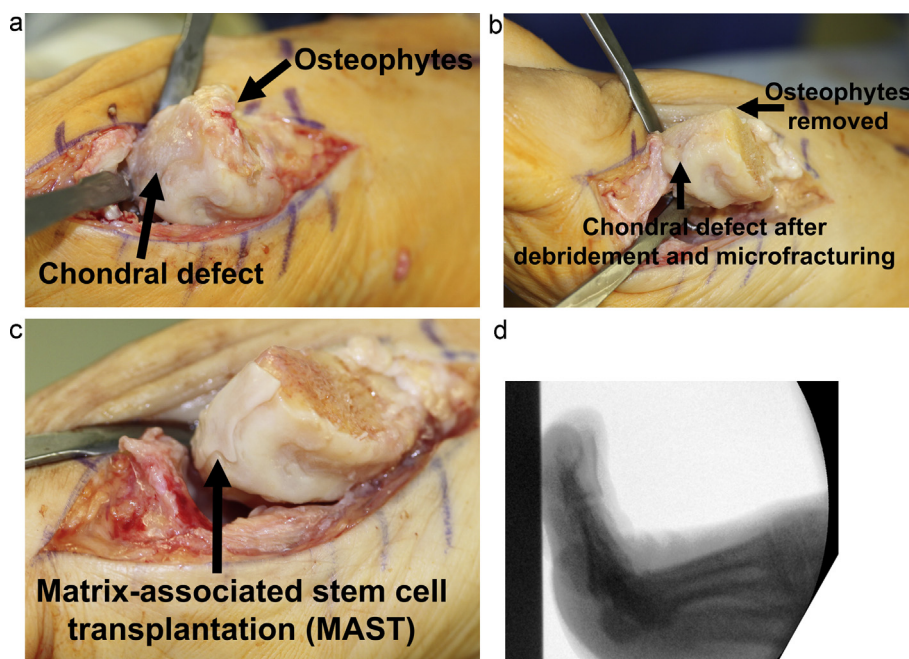 a
Osteophytes
Chondral defect
b
Osteophytes
removed
Chondral defect after
debridement and microfracturing
c
Matrix-associated stem cell
transplantation (MAST)
d